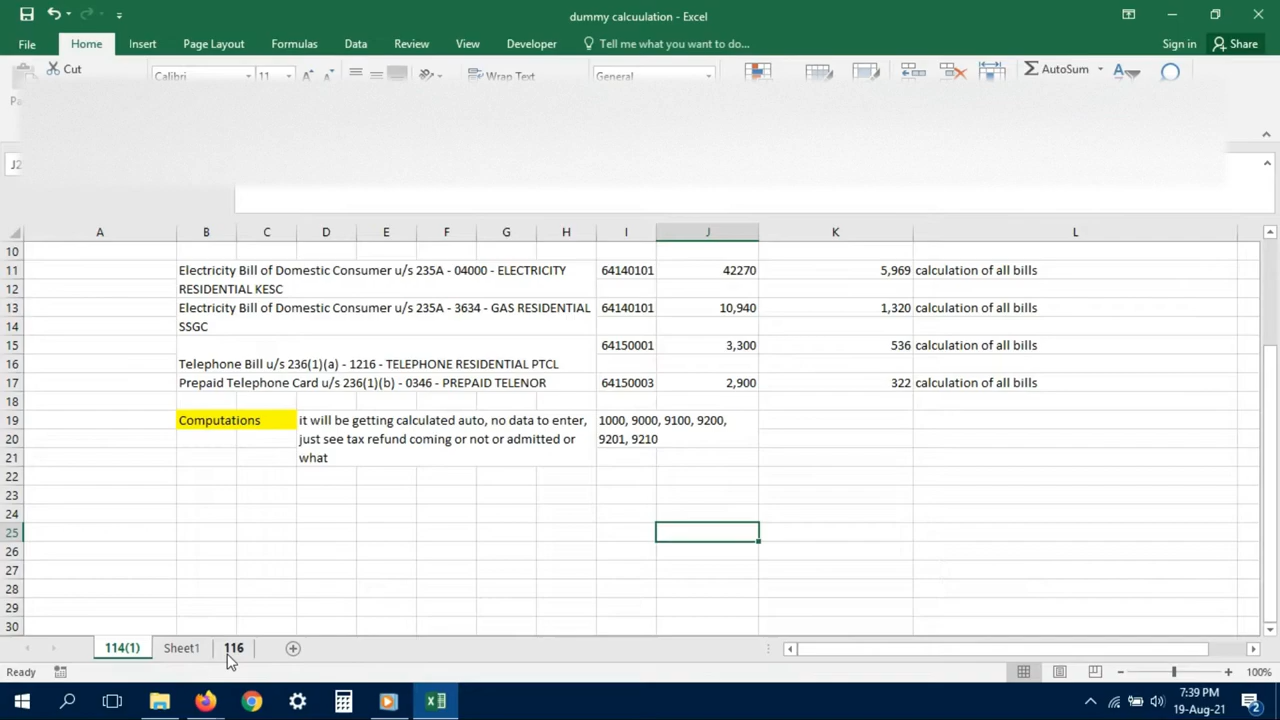 dummy calcuulation - Excel
File Home Insert Page Layout Formulas Data Review View Developer Tell me what you want to do... Sign in Share
Cut Calibri 11 Wrap Text General AutoSum
A B C D E F G H I J K L
10
11 Electricity Bill of Domestic Consumer u/s 235A - 04000 - ELECTRICITY 64140101 42270 5,969 calculation of all bills
12 RESIDENTIAL KESC
13 Electricity Bill of Domestic Consumer u/s 235A - 3634 - GAS RESIDENTIAL 64140101 10,940 1,320 calculation of all bills
14 SSGC
15 64150001 3,300 536 calculation of all bills
16 Telephone Bill u/s 236(1)(a) - 1216 - TELEPHONE RESIDENTIAL PTCL
17 Prepaid Telephone Card u/s 236(1)(b) - 0346 - PREPAID TELENOR 64150003 2,900 322 calculation of all bills
18
19 Computations it will be getting calculated auto, no data to enter, 1000, 9000, 9100, 9200,
20 just see tax refund coming or not or admitted or 9201, 9210
21 what
22
23
24
25
26
27
28
29
30
114(1) Sheet1 116
Ready 100%
7:39 PM
19-Aug-21
2